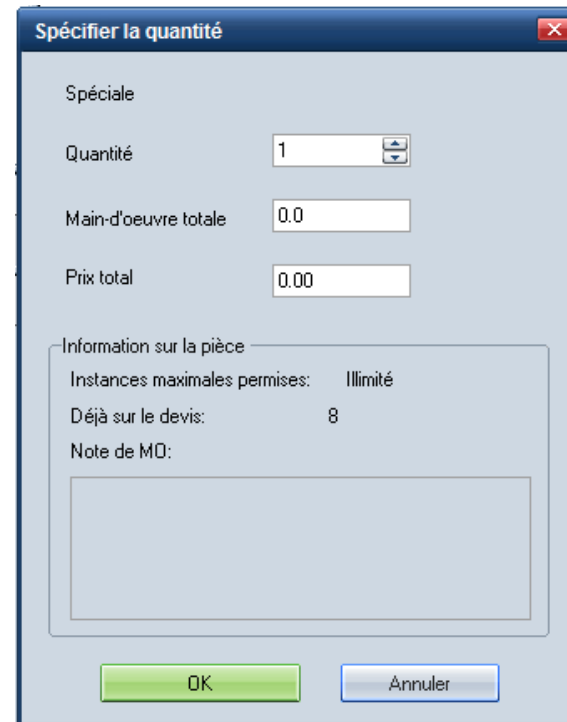 Spécifier la quantité
Spéciale
Quantité 1
Main-d'oeuvre totale 0.0
Prix total 0.00
Information sur la pièce
Instances maximales permises: Illimité
Déjà sur le devis: 8
Note de MO:
OK Annuler